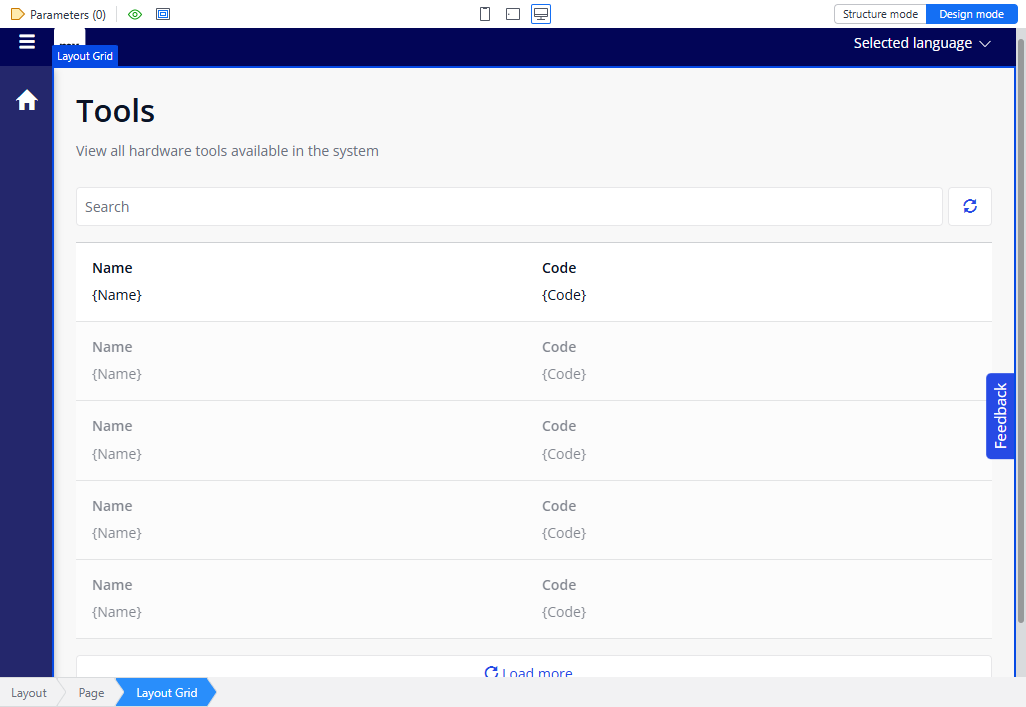 Parameters (0)
Structure mode
Design mode
Selected language
Layout Grid
Tools
View all hardware tools available in the system
Search
Name Code
{Name} {Code}
Name Code
{Name} {Code}
Name Code
{Name} {Code}
Name Code
{Name} {Code}
Name Code
{Name} {Code}
Feedback
Load more
Layout Page Layout Grid